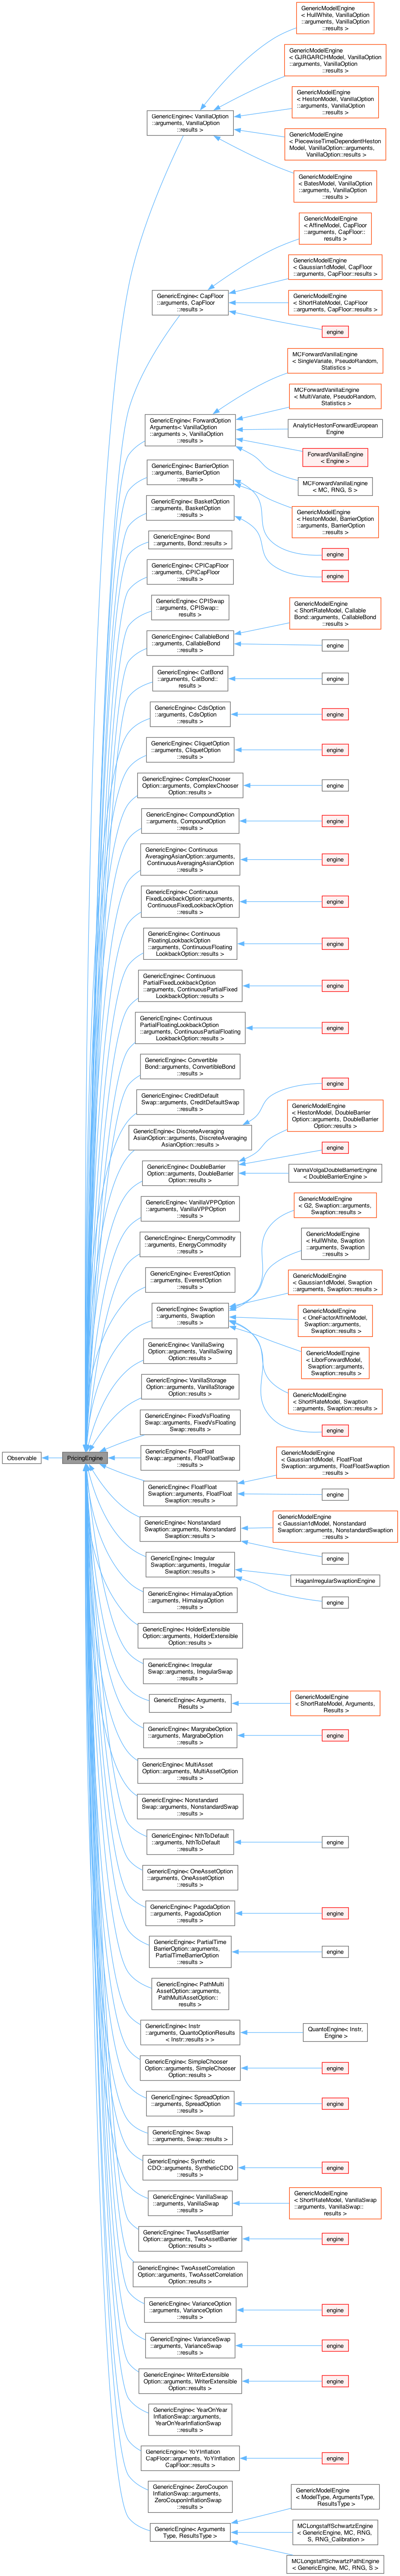 GenericModelEngine
< HullWhite, VanillaOption
::arguments, VanillaOption
::results >
GenericModelEngine
< GJRGARCHModel, VanillaOption
::arguments, VanillaOption
::results >
GenericEngine< VanillaOption
::arguments, VanillaOption
::results >
GenericModelEngine
< HestonModel, VanillaOption
::arguments, VanillaOption
::results >
GenericModelEngine
< PiecewiseTimeDependentHeston
Model, VanillaOption::arguments,
VanillaOption::results >
GenericModelEngine
< BatesModel, VanillaOption
::arguments, VanillaOption
::results >
GenericModelEngine
< AffineModel, CapFloor
::arguments, CapFloor::
results >
GenericModelEngine
< Gaussian1dModel, CapFloor
::arguments, CapFloor::results >
GenericEngine< CapFloor
::arguments, CapFloor
::results >
GenericModelEngine
< ShortRateModel, CapFloor
::arguments, CapFloor::results >
engine
MCForwardVanillaEngine
< SingleVariate, PseudoRandom,
Statistics >
MCForwardVanillaEngine
< MultiVariate, PseudoRandom,
Statistics >
GenericEngine< ForwardOption
Arguments< VanillaOption
::arguments >, VanillaOption
::results >
AnalyticHestonForwardEuropean
Engine
ForwardVanillaEngine
< Engine >
MCForwardVanillaEngine
< MC, RNG, S >
GenericEngine< BarrierOption
::arguments, BarrierOption
::results >
GenericModelEngine
< HestonModel, BarrierOption
::arguments, BarrierOption
::results >
GenericEngine< BasketOption
::arguments, BasketOption
::results >
engine
GenericEngine< Bond
::arguments, Bond::results >
engine
GenericEngine< CPICapFloor
::arguments, CPICapFloor
::results >
GenericEngine< CPISwap
::arguments, CPISwap::
results >
GenericModelEngine
< ShortRateModel, Callable
Bond::arguments, CallableBond
::results >
GenericEngine< CallableBond
::arguments, CallableBond
::results >
engine
GenericEngine< CatBond
::arguments, CatBond::
results >
engine
GenericEngine< CdsOption
::arguments, CdsOption
::results >
engine
GenericEngine< CliquetOption
::arguments, CliquetOption
::results >
engine
GenericEngine< ComplexChooser
Option::arguments, ComplexChooser
Option::results >
engine
GenericEngine< CompoundOption
::arguments, CompoundOption
::results >
engine
GenericEngine< Continuous
AveragingAsianOption::arguments,
ContinuousAveragingAsianOption
::results >
engine
GenericEngine< Continuous
FixedLookbackOption::arguments,
ContinuousFixedLookbackOption
::results >
engine
GenericEngine< Continuous
FloatingLookbackOption
::arguments, ContinuousFloating
LookbackOption::results >
engine
GenericEngine< Continuous
PartialFixedLookbackOption
::arguments, ContinuousPartialFixed
LookbackOption::results >
engine
GenericEngine< Continuous
PartialFloatingLookbackOption
::arguments, ContinuousPartialFloating
LookbackOption::results >
engine
GenericEngine< Convertible
Bond::arguments, ConvertibleBond
::results >
engine
GenericEngine< CreditDefault
Swap::arguments, CreditDefaultSwap
::results >
GenericModelEngine
< HestonModel, DoubleBarrier
Option::arguments, DoubleBarrier
Option::results >
GenericEngine< DiscreteAveraging
AsianOption::arguments, DiscreteAveraging
AsianOption::results >
engine
GenericEngine< DoubleBarrier
Option::arguments, DoubleBarrier
Option::results >
VannaVolgaDoubleBarrierEngine
< DoubleBarrierEngine >
GenericEngine< VanillaVPPOption
::arguments, VanillaVPPOption
::results >
GenericModelEngine
< G2, Swaption::arguments,
Swaption::results >
GenericEngine< EnergyCommodity
::arguments, EnergyCommodity
::results >
GenericModelEngine
< HullWhite, Swaption
::arguments, Swaption
::results >
GenericEngine< EverestOption
::arguments, EverestOption
::results >
GenericModelEngine
< Gaussian1dModel, Swaption
::arguments, Swaption::results >
GenericEngine< Swaption
::arguments, Swaption
::results >
GenericModelEngine
< OneFactorAffineModel,
Swaption::arguments,
Swaption::results >
GenericEngine< VanillaSwing
Option::arguments, VanillaSwing
Option::results >
GenericModelEngine
< LiborForwardModel,
Swaption::arguments,
Swaption::results >
GenericEngine< VanillaStorage
Option::arguments, VanillaStorage
Option::results >
GenericModelEngine
< ShortRateModel, Swaption
::arguments, Swaption::results >
GenericEngine< FixedVsFloating
Swap::arguments, FixedVsFloating
Swap::results >
engine
Observable
PricingEngine
GenericEngine< FloatFloat
Swap::arguments, FloatFloatSwap
::results >
GenericModelEngine
< Gaussian1dModel, FloatFloat
Swaption::arguments, FloatFloatSwaption
::results >
GenericEngine< FloatFloat
Swaption::arguments, FloatFloat
Swaption::results >
engine
GenericEngine< Nonstandard
Swaption::arguments, Nonstandard
Swaption::results >
GenericModelEngine
< Gaussian1dModel, Nonstandard
Swaption::arguments, NonstandardSwaption
::results >
engine
GenericEngine< Irregular
Swaption::arguments, Irregular
Swaption::results >
HaganIrregularSwaptionEngine
engine
GenericEngine< HimalayaOption
::arguments, HimalayaOption
::results >
GenericEngine< HolderExtensible
Option::arguments, HolderExtensible
Option::results >
GenericEngine< Irregular
Swap::arguments, IrregularSwap
::results >
GenericEngine< Arguments,
Results >
GenericModelEngine
< ShortRateModel, Arguments,
Results >
GenericEngine< MargrabeOption
::arguments, MargrabeOption
::results >
engine
GenericEngine< MultiAsset
Option::arguments, MultiAssetOption
::results >
GenericEngine< Nonstandard
Swap::arguments, NonstandardSwap
::results >
GenericEngine< NthToDefault
::arguments, NthToDefault
::results >
engine
GenericEngine< OneAssetOption
::arguments, OneAssetOption
::results >
GenericEngine< PagodaOption
::arguments, PagodaOption
::results >
engine
GenericEngine< PartialTime
BarrierOption::arguments,
PartialTimeBarrierOption
::results >
engine
GenericEngine< PathMulti
AssetOption::arguments,
PathMultiAssetOption::
results >
GenericEngine< Instr
::arguments, QuantoOptionResults
< Instr::results > >
QuantoEngine< Instr,
Engine >
GenericEngine< SimpleChooser
Option::arguments, SimpleChooser
Option::results >
engine
GenericEngine< SpreadOption
::arguments, SpreadOption
::results >
engine
GenericEngine< Swap
::arguments, Swap::results >
GenericEngine< Synthetic
CDO::arguments, SyntheticCDO
::results >
engine
GenericEngine< VanillaSwap
::arguments, VanillaSwap
::results >
GenericModelEngine
< ShortRateModel, VanillaSwap
::arguments, VanillaSwap::
results >
GenericEngine< TwoAssetBarrier
Option::arguments, TwoAssetBarrier
Option::results >
engine
GenericEngine< TwoAssetCorrelation
Option::arguments, TwoAssetCorrelation
Option::results >
GenericEngine< VarianceOption
::arguments, VarianceOption
::results >
engine
GenericEngine< VarianceSwap
::arguments, VarianceSwap
::results >
engine
GenericEngine< WriterExtensible
Option::arguments, WriterExtensible
Option::results >
engine
GenericEngine< YearOnYear
InflationSwap::arguments,
YearOnYearInflationSwap
::results >
GenericEngine< YoYInflation
CapFloor::arguments, YoYInflation
CapFloor::results >
engine
GenericEngine< ZeroCoupon
InflationSwap::arguments,
ZeroCouponInflationSwap
::results >
GenericModelEngine
< ModelType, ArgumentsType,
ResultsType >
GenericEngine< Arguments
Type, ResultsType >
MCLongstaffSchwartzEngine
< GenericEngine, MC, RNG,
S, RNG_Calibration >
MCLongstaffSchwartzPathEngine
< GenericEngine, MC, RNG, S >